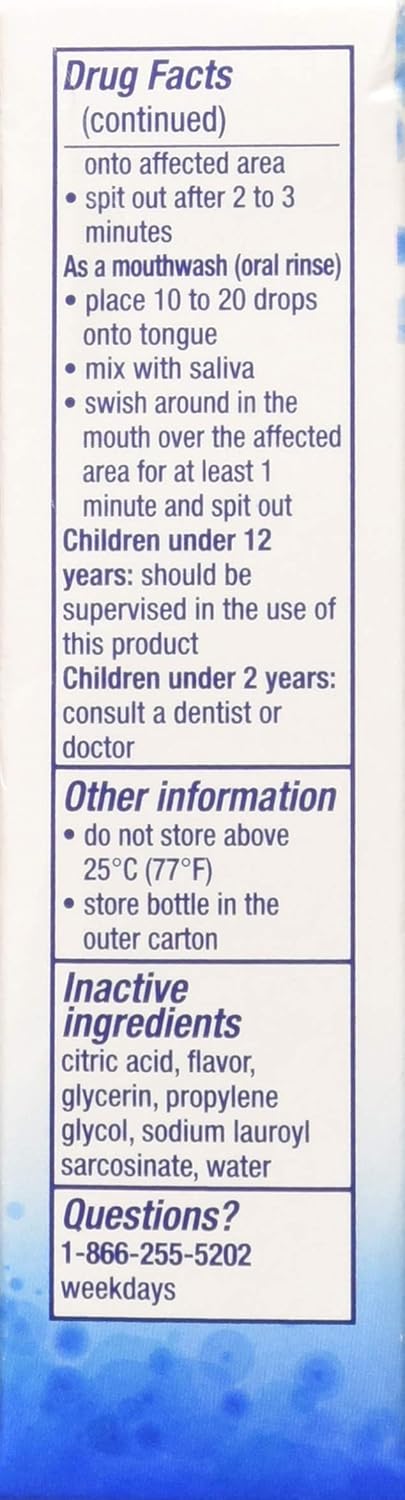 Drug Facts
(continued)
onto affected area
• spit out after 2 to 3
minutes
As a mouthwash (oral rinse)
• place 10 to 20 drops
onto tongue
• mix with saliva
• swish around in the
mouth over the affected
area for at least 1
minute and spit out
Children under 12
years: should be
supervised in the use of
this product
Children under 2 years:
consult a dentist or
doctor
Other information
• do not store above
25°C (77°F)
• store bottle in the
outer carton
Inactive
ingredients
citric acid, flavor,
glycerin, propylene
glycol, sodium lauroyl
sarcosinate, water
Questions?
1-866-255-5202
weekdays